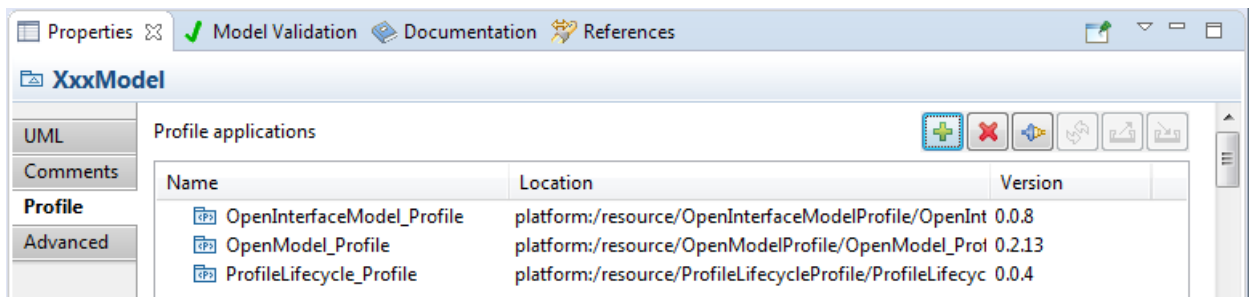 Properties Model Validation Documentation References
XxxModel
UML
Comments
Profile
Advanced
Profile applications
Name Location Version
OpenInterfaceModel_Profile platform:/resource/OpenInterfaceModelProfile/OpenInt 0.0.8
OpenModel_Profile platform:/resource/OpenModelProfile/OpenModel_Prof 0.2.13
ProfileLifecycle_Profile platform:/resource/ProfileLifecycleProfile/ProfileLifecyc 0.0.4